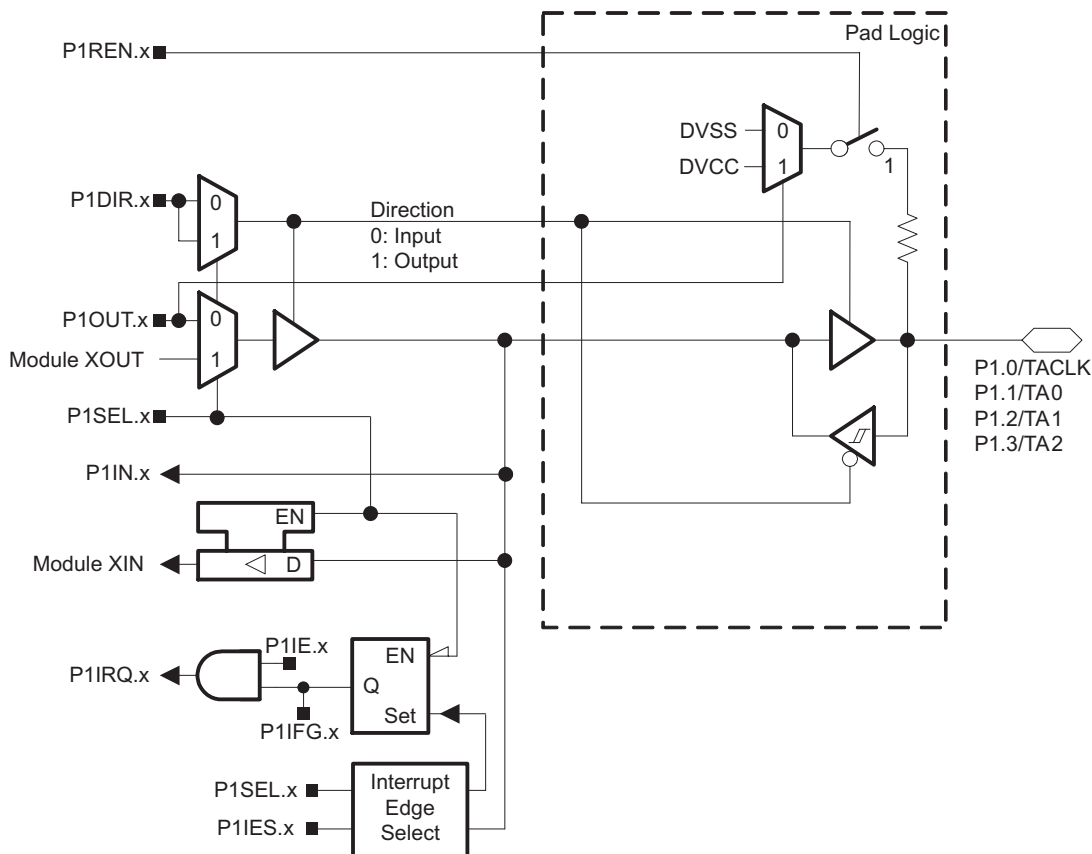 Pad Logic
P1REN.x
DVSS
0
DVCC
1
1
P1DIR.x
0
1
Direction
0: Input
1: Output
P1OUT.x
0
Module XOUT
1
P1.0/TACLK
P1.1/TA0
P1.2/TA1
P1.3/TA2
P1SEL.x
P1IN.x
EN
Module XIN
D
P1IE.x
EN
P1IRQ.x
Q
P1IFG.x
Set
P1SEL.x
P1IES.x
Interrupt
Edge
Select